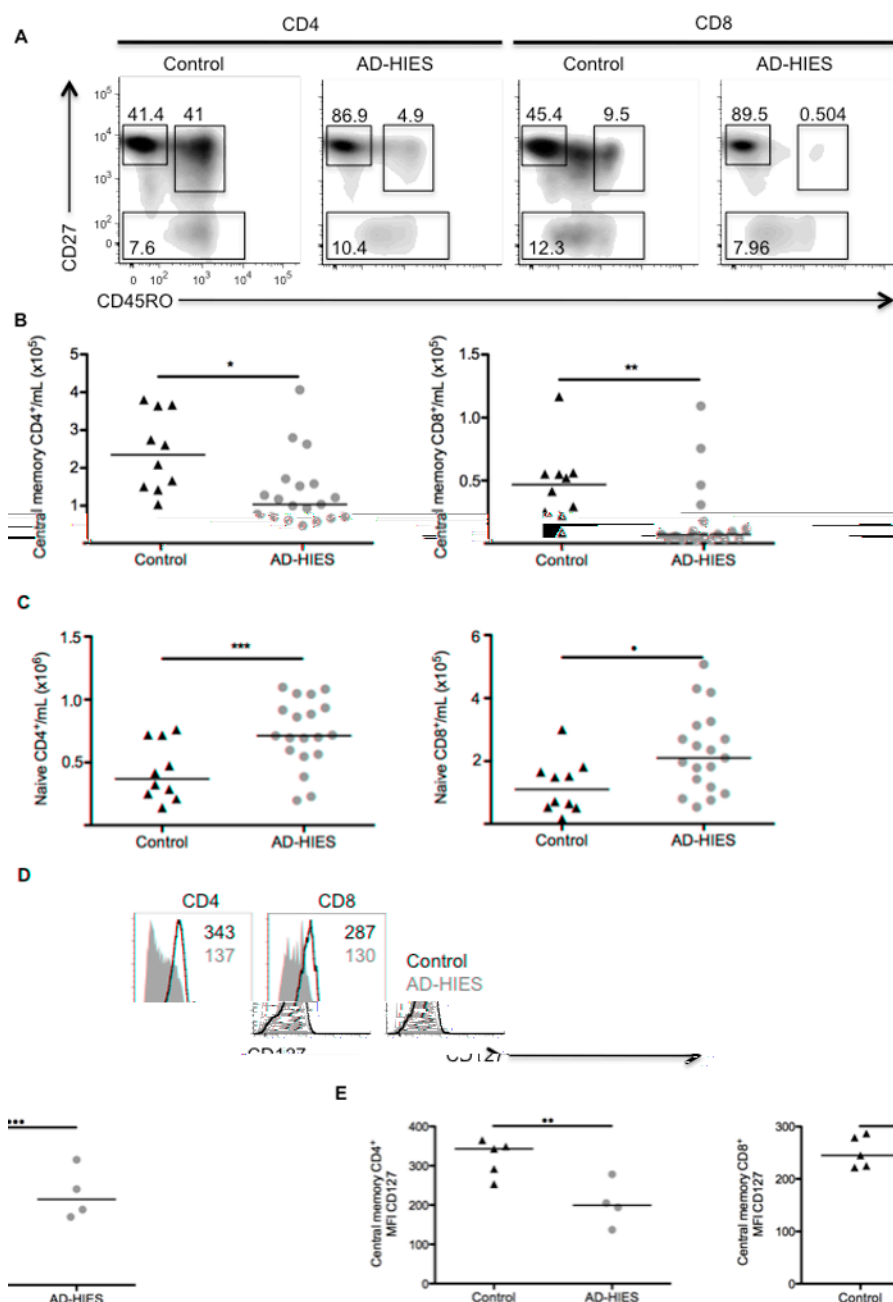 A
CD4
CD8
Control
AD-HIES
Control
AD-HIES
10⁵
10⁴
10³
10²
0
41.4
41
7.6
86.9
4.9
10.4
45.4
9.5
12.3
89.5
0.504
7.96
0
10²
10³
10⁴
10⁵
CD27
CD45RO
B
Central memory CD4⁺/mL (x10⁵)
5
4
3
2
1
*
Control
AD-HIES
Central memory CD8⁺/mL (x10⁵)
1.5
1.0
0.5
**
Control
AD-HIES
C
Naive CD4⁺/mL (x10⁶)
1.5
1.0
0.5
***
Control
AD-HIES
Naive CD8⁺/mL (x10⁵)
6
4
2
Control
AD-HIES
D
CD4
CD8
343
137
287
130
Control
AD-HIES
CD127
CD127
AD-HIES
E
Central memory CD4⁺
MFI CD127
400
300
200
100
0
**
Control
AD-HIES
Central memory CD8⁺
MFI CD127
300
200
100
0
Control